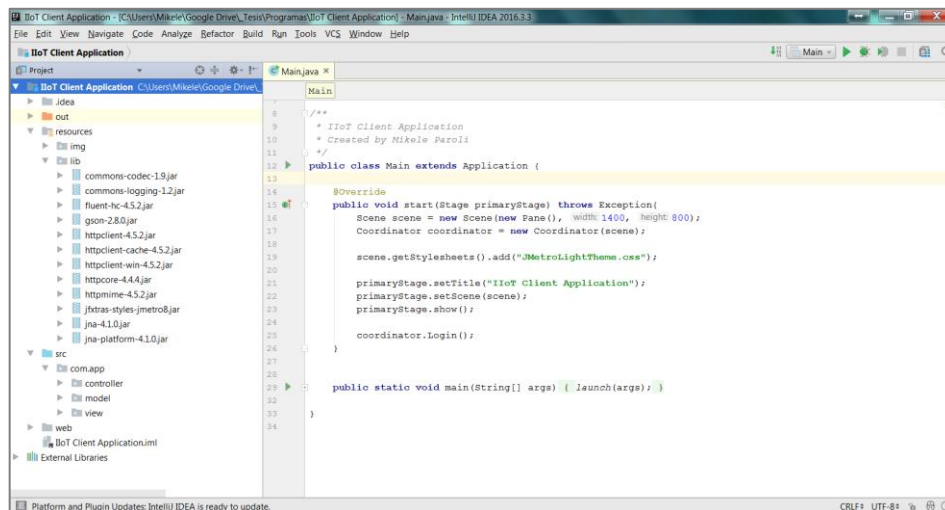 IIoT Client Application - [C:\Users\Mikele\Google Drive\_Tesis\Programas\IIoT Client Application] - Main.java - IntelliJ IDEA 2016.3.3
File Edit View Navigate Code Analyze Refactor Build Run Tools VCS Window Help
IIoT Client Application
Main
Project
Main.java
IIoT Client Application C:\Users\Mikele\Google Drive\_
.idea
out
resources
img
lib
commons-codec-1.9.jar
commons-logging-1.2.jar
fluent-hc-4.5.2.jar
gson-2.8.0.jar
httpclient-4.5.2.jar
httpclient-cache-4.5.2.jar
httpclient-win-4.5.2.jar
httpcore-4.4.4.jar
httpmime-4.5.2.jar
jfxtras-styles-jmetro8.jar
jna-4.1.0.jar
jna-platform-4.1.0.jar
src
com.app
controller
model
view
web
IIoT Client Application.iml
External Libraries
Main
8 /**
9 * IIoT Client Application
10 * Created by Mikele Paroli
11 */
12 public class Main extends Application {
13
14 @Override
15 public void start(Stage primaryStage) throws Exception{
16 Scene scene = new Scene(new Pane(), width: 1400, height: 800);
17 Coordinator coordinator = new Coordinator(scene);
18
19 scene.getStylesheets().add("JMetroLightTheme.css");
20
21 primaryStage.setTitle("IIoT Client Application");
22 primaryStage.setScene(scene);
23 primaryStage.show();
24
25 coordinator.Login();
26 }
27
28
29 public static void main(String[] args) { launch(args); }
32
33 }
34
Platform and Plugin Updates: IntelliJ IDEA is ready to update.
CRLF UTF-8